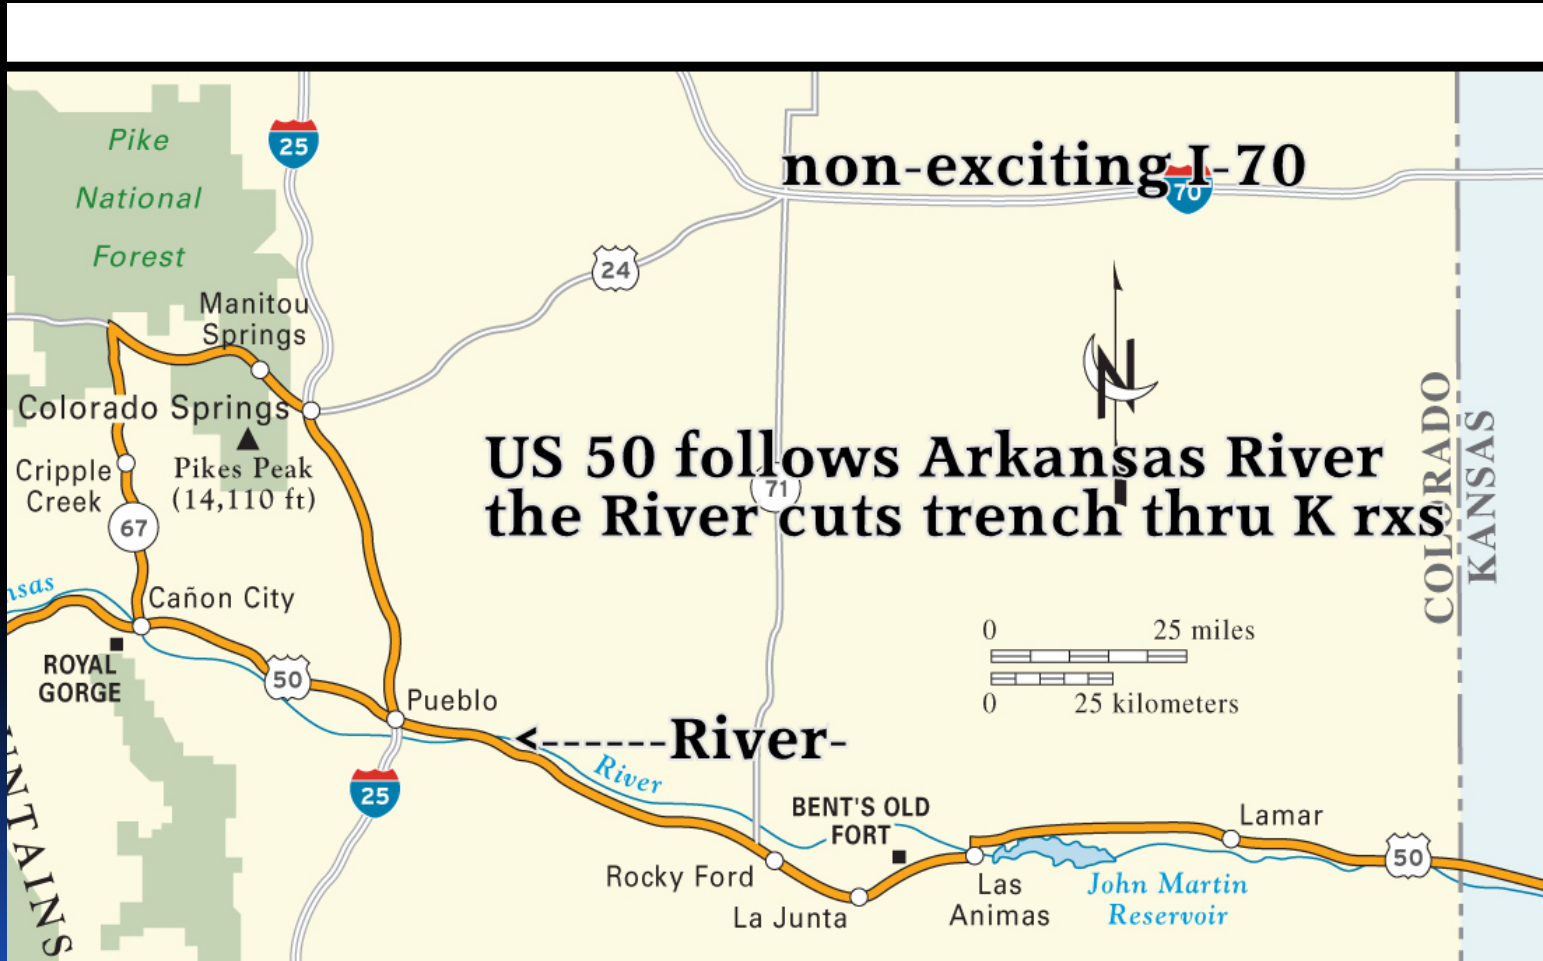 Pike
National
Forest
25
non-exciting I-70
70
24
Manitou
Springs
Colorado Springs
Pikes Peak
(14,110 ft)
Cripple
Creek
67
US 50 follows Arkansas River
the River cuts trench thru K rxs
71
N
COLORADO
KANSAS
nsas
Cañon City
ROYAL
GORGE
50
Pueblo
0 25 miles
0 25 kilometers
<------River-
River
25
BENT'S OLD
FORT
Rocky Ford
La Junta
Las
Animas
John Martin
Reservoir
Lamar
50
NTAINS